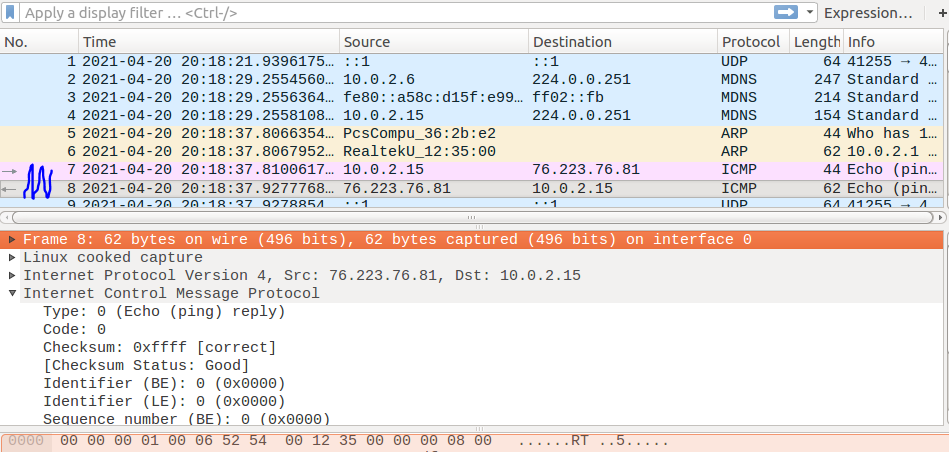 Apply a display filter … <Ctrl-/> Expression… +
No. Time Source Destination Protocol Length Info
1 2021-04-20 20:18:21.9396175… ::1 ::1 UDP 64 41255 → 4…
2 2021-04-20 20:18:29.2554560… 10.0.2.6 224.0.0.251 MDNS 247 Standard …
3 2021-04-20 20:18:29.2556364… fe80::a58c:d15f:e99… ff02::fb MDNS 214 Standard …
4 2021-04-20 20:18:29.2558108… 10.0.2.15 224.0.0.251 MDNS 154 Standard …
5 2021-04-20 20:18:37.8066354… PcsCompu_36:2b:e2 ARP 44 Who has 1…
6 2021-04-20 20:18:37.8067952… RealtekU_12:35:00 ARP 62 10.0.2.1 …
7 2021-04-20 20:18:37.8100617… 10.0.2.15 76.223.76.81 ICMP 44 Echo (pin…
8 2021-04-20 20:18:37.9277768… 76.223.76.81 10.0.2.15 ICMP 62 Echo (pin…
9 2021-04-20 20:18:37.9278854… ::1 ::1 UDP 64 41255 → 4…
Frame 8: 62 bytes on wire (496 bits), 62 bytes captured (496 bits) on interface 0
Linux cooked capture
Internet Protocol Version 4, Src: 76.223.76.81, Dst: 10.0.2.15
Internet Control Message Protocol
Type: 0 (Echo (ping) reply)
Code: 0
Checksum: 0xffff [correct]
[Checksum Status: Good]
Identifier (BE): 0 (0x0000)
Identifier (LE): 0 (0x0000)
Sequence number (BE): 0 (0x0000)
0000 00 00 00 01 00 06 52 54 00 12 35 00 00 00 08 00 ......RT ..5.....